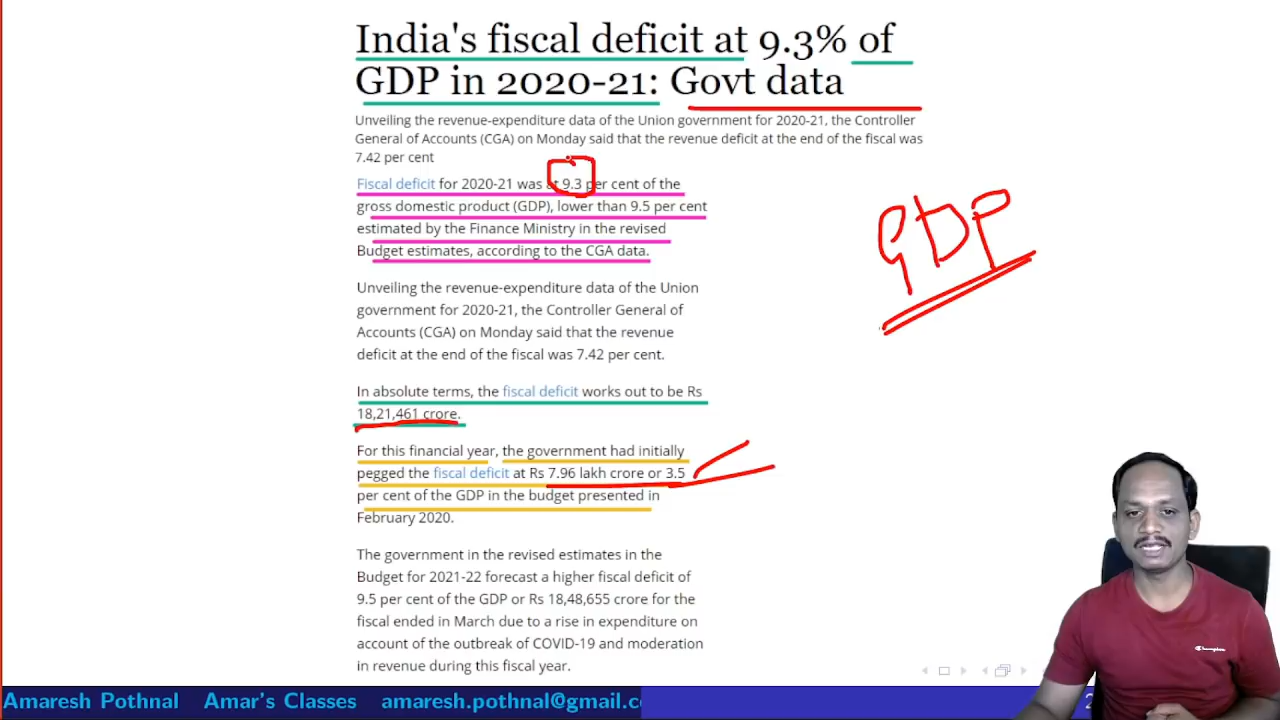 India's fiscal deficit at 9.3% of
GDP in 2020-21: Govt data
Unveiling the revenue-expenditure data of the Union government for 2020-21, the Controller
General of Accounts (CGA) on Monday said that the revenue deficit at the end of the fiscal was
7.42 per cent
Fiscal deficit for 2020-21 was at 9.3 per cent of the
gross domestic product (GDP), lower than 9.5 per cent
estimated by the Finance Ministry in the revised
Budget estimates, according to the CGA data.
GDP
Unveiling the revenue-expenditure data of the Union
government for 2020-21, the Controller General of
Accounts (CGA) on Monday said that the revenue
deficit at the end of the fiscal was 7.42 per cent.
In absolute terms, the fiscal deficit works out to be Rs
18,21,461 crore.
For this financial year, the government had initially
pegged the fiscal deficit at Rs 7.96 lakh crore or 3.5
per cent of the GDP in the budget presented in
February 2020.
The government in the revised estimates in the
Budget for 2021-22 forecast a higher fiscal deficit of
9.5 per cent of the GDP or Rs 18,48,655 crore for the
fiscal ended in March due to a rise in expenditure on
account of the outbreak of COVID-19 and moderation
in revenue during this fiscal year.
Champion
Amaresh Pothnal Amar's Classes amaresh.pothnal@gmail.c